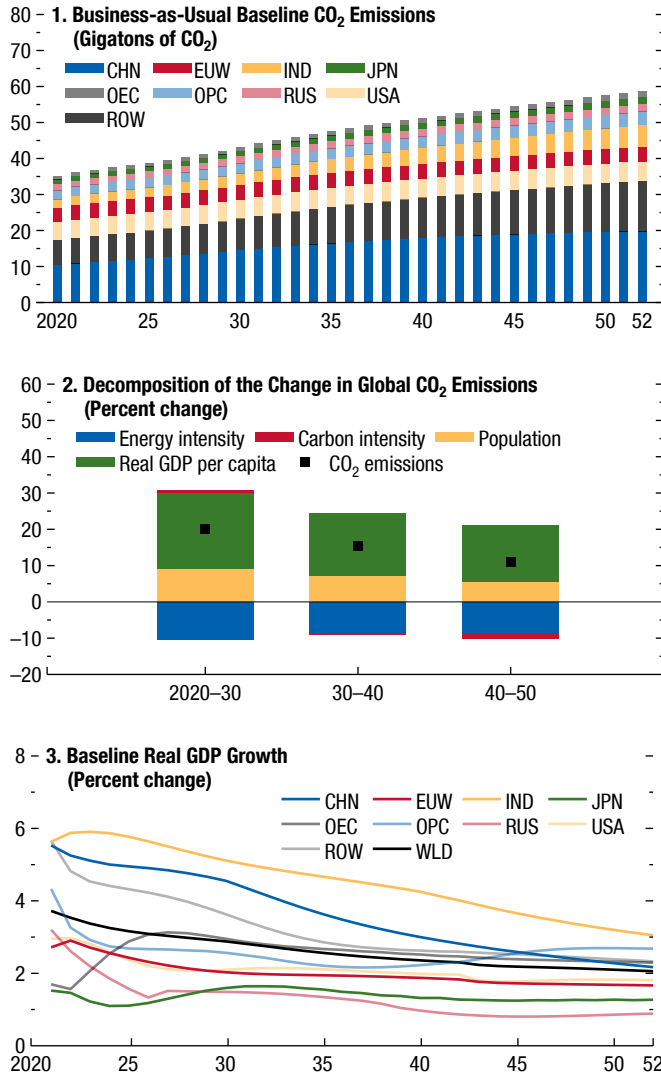 1. Business-as-Usual Baseline CO₂ Emissions
(Gigatons of CO₂)
CHN EUW IND JPN
OEC OPC RUS USA
ROW
80
70
60
50
40
30
20
10
0
2020 25 30 35 40 45 50 52
2. Decomposition of the Change in Global CO₂ Emissions
(Percent change)
Energy intensity Carbon intensity Population
Real GDP per capita CO₂ emissions
60
50
40
30
20
10
0
–10
–20
2020–30 30–40 40–50
3. Baseline Real GDP Growth
(Percent change)
CHN EUW IND JPN
OEC OPC RUS USA
ROW WLD
8
6
4
2
0
2020 25 30 35 40 45 50 52